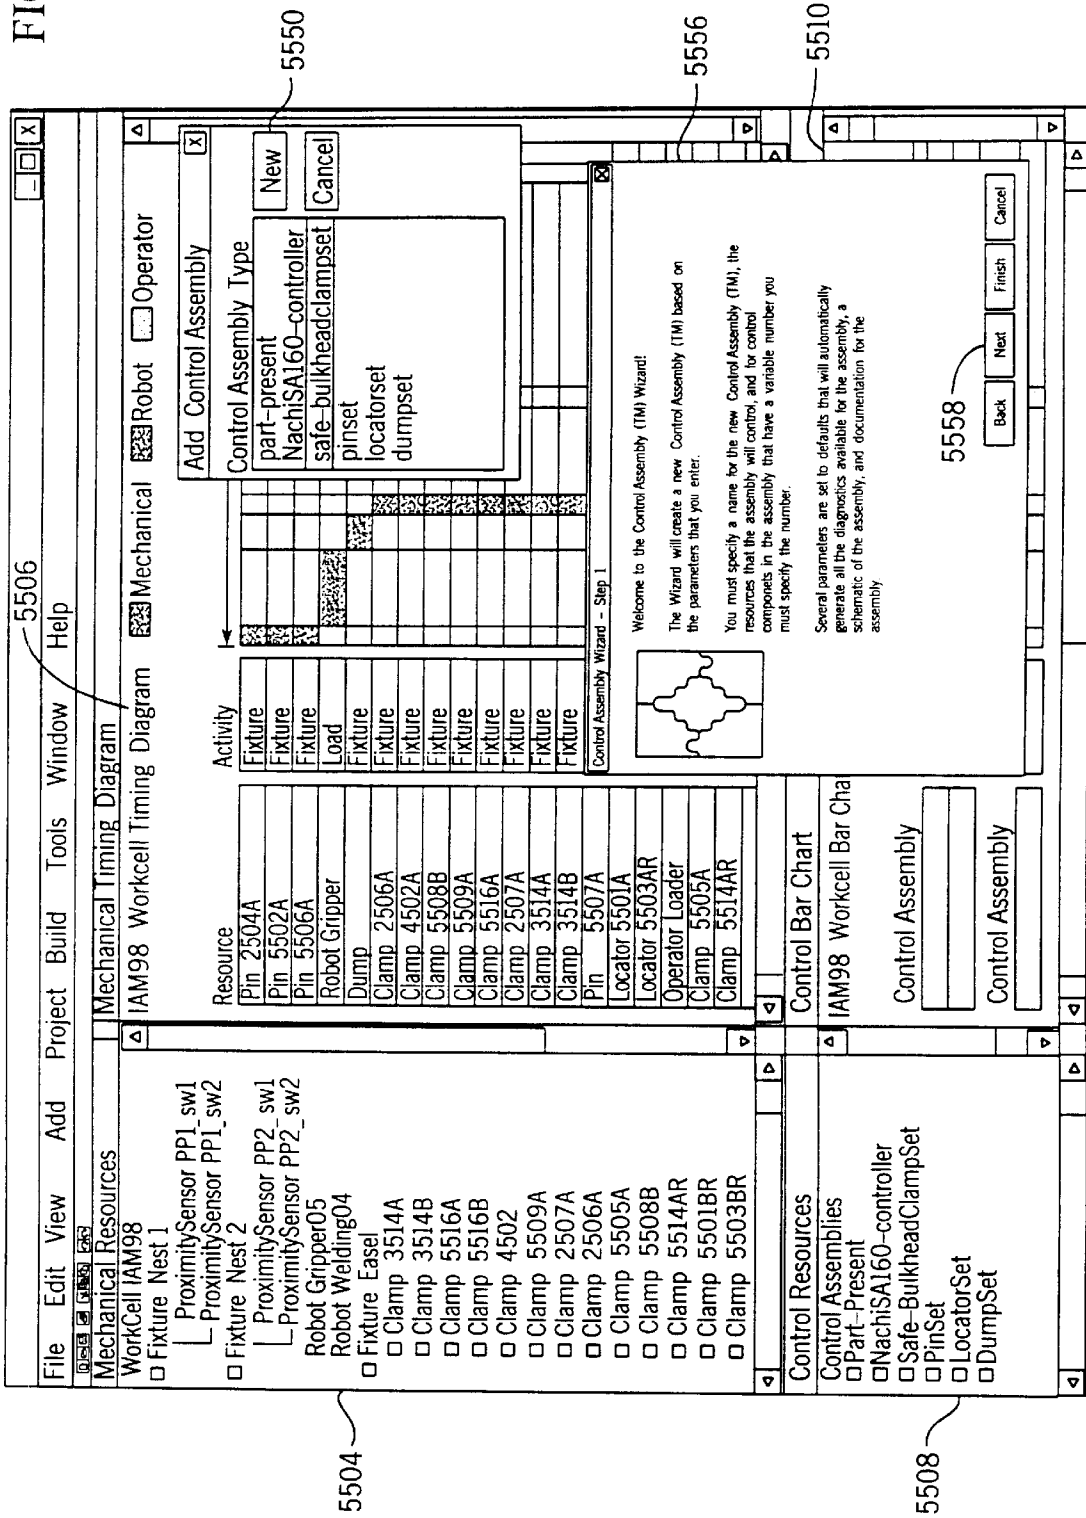 FIG
5550
5556
5510
5506
5558
5504
5508
File Edit View Add Project Build Tools Window Help
Mechanical Resources
WorkCell IAM98
Fixture Nest 1
ProximitySensor PP1_sw1
ProximitySensor PP1_sw2
Fixture Nest 2
ProximitySensor PP2_sw1
ProximitySensor PP2_sw2
Robot Gripper05
Robot Welding04
Fixture Easel
Clamp 3514A
Clamp 3514B
Clamp 5516A
Clamp 5516B
Clamp 4502
Clamp 5509A
Clamp 2507A
Clamp 2506A
Clamp 5505A
Clamp 5508B
Clamp 5514AR
Clamp 5501BR
Clamp 5503BR
Mechanical Timing Diagram
IAM98 Workcell Timing Diagram Mechanical Robot Operator
Resource Activity
Pin 2504A Fixture
Pin 5502A Fixture
Pin 5506A Fixture
Robot Gripper Load
Dump Fixture
Clamp 2506A Fixture
Clamp 4502A Fixture
Clamp 5508B Fixture
Clamp 5509A Fixture
Clamp 5516A Fixture
Clamp 2507A Fixture
Clamp 3514A Fixture
Clamp 3514B Fixture
Pin 5507A
Locator 5501A
Locator 5503AR
Operator Loader
Clamp 5505A
Clamp 5514AR
Add Control Assembly X
Control Assembly Type
part-present
NachiSA160-controller
safe-bulkheadclampset
pinset
locatorset
dumpset
New
Cancel
Control Assembly Wizard - Step 1
Welcome to the Control Assembly (TM) Wizard!
The Wizard will create a new Control Assembly (TM) based on
the parameters that you enter.
You must specify a name for the new Control Assembly (TM), the
resources that the assembly will control, and for control
componets in the assembly that have a variable number you
must specify the number.
Several parameters are set to defaults that will automatically
generate all the diagnostics available for the assembly, a
schematic of the assembly, and documentation for the
assembly
Back Next Finish Cancel
Control Resources
Control Assemblies
Part-Present
NachiSA160-controller
Safe-BulkheadClampSet
PinSet
LocatorSet
DumpSet
Control Bar Chart
IAM98 Workcell Bar Cha
Control Assembly
Control Assembly